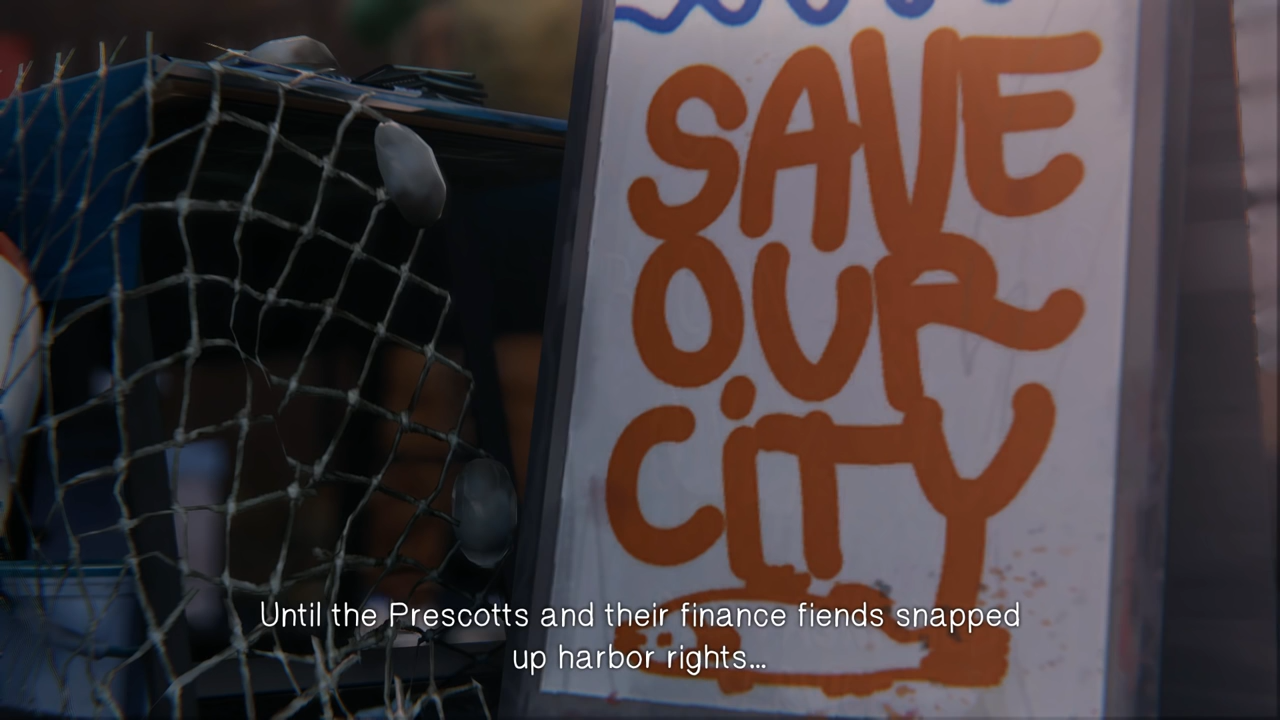 SAVE
OUR
CiTY
Until the Prescotts and their finance fiends snapped
up harbor rights...